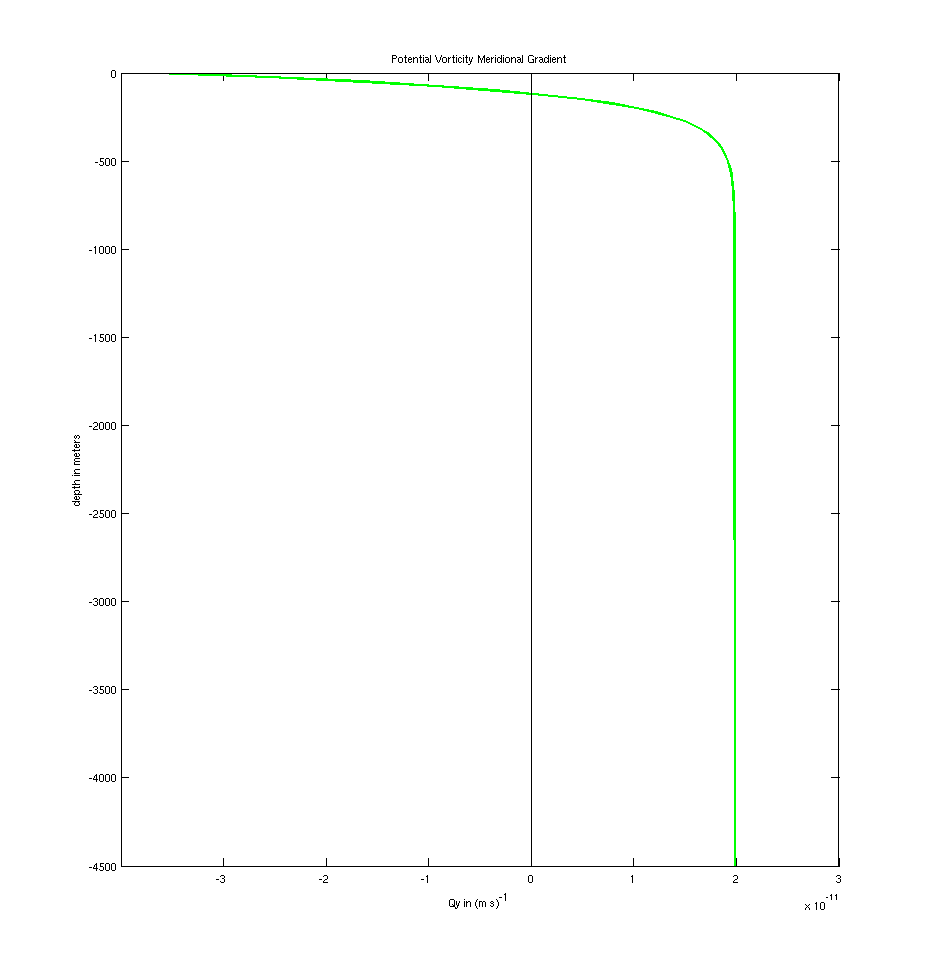 Potential Vorticity Meridional Gradient
0
-500
-1000
-1500
-2000
-2500
-3000
-3500
-4000
-4500
depth in meters
-3 -2 -1 0 1 2 3
x 10^-11
Qy in (m s)^-1